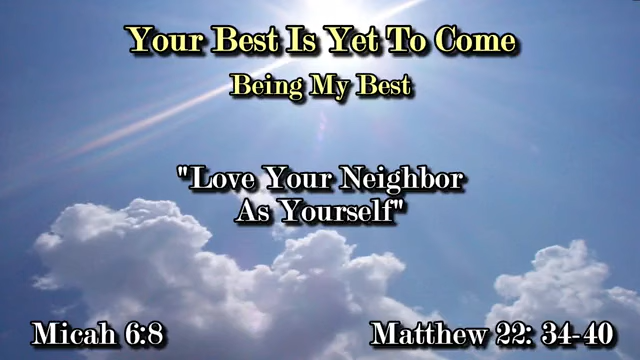 Your Best Is Yet To Come
Being My Best
"Love Your Neighbor
As Yourself"
Micah 6:8
Matthew 22: 34-40